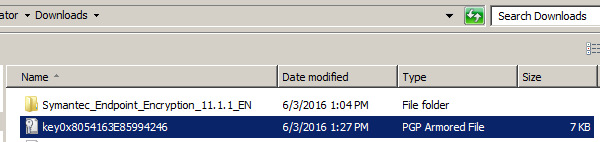 ator ▾ Downloads ▾ Search Downloads
Name Date modified Type Size
Symantec_Endpoint_Encryption_11.1.1_EN 6/3/2016 1:04 PM File folder
key0x8054163E85994246 6/3/2016 1:27 PM PGP Armored File 7 KB